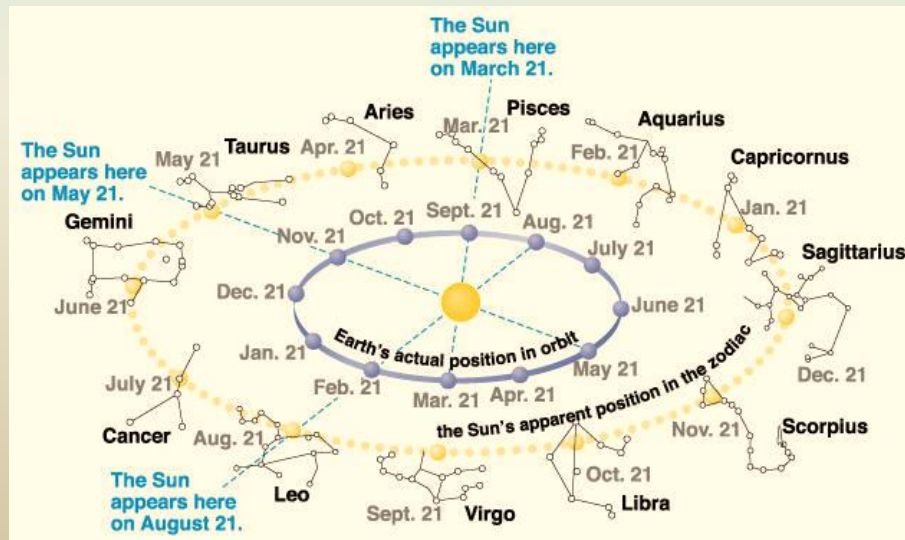 The Sun
appears here
on March 21.
Aries
Pisces
Mar. 21
Aquarius
Apr. 21
Feb. 21
The Sun
appears here
on May 21.
May 21
Taurus
Capricornus
Jan. 21
Gemini
Sagittarius
Oct. 21
Sept. 21
Aug. 21
Nov. 21
July 21
Dec. 21
June 21
June 21
Earth's actual position in orbit
Jan. 21
May 21
Feb. 21
Mar. 21
Apr. 21
the Sun's apparent position in the zodiac
Dec. 21
July 21
Cancer
Aug. 21
Leo
Nov. 21
Scorpius
Oct. 21
Libra
Sept. 21
Virgo
The Sun
appears here
on August 21.